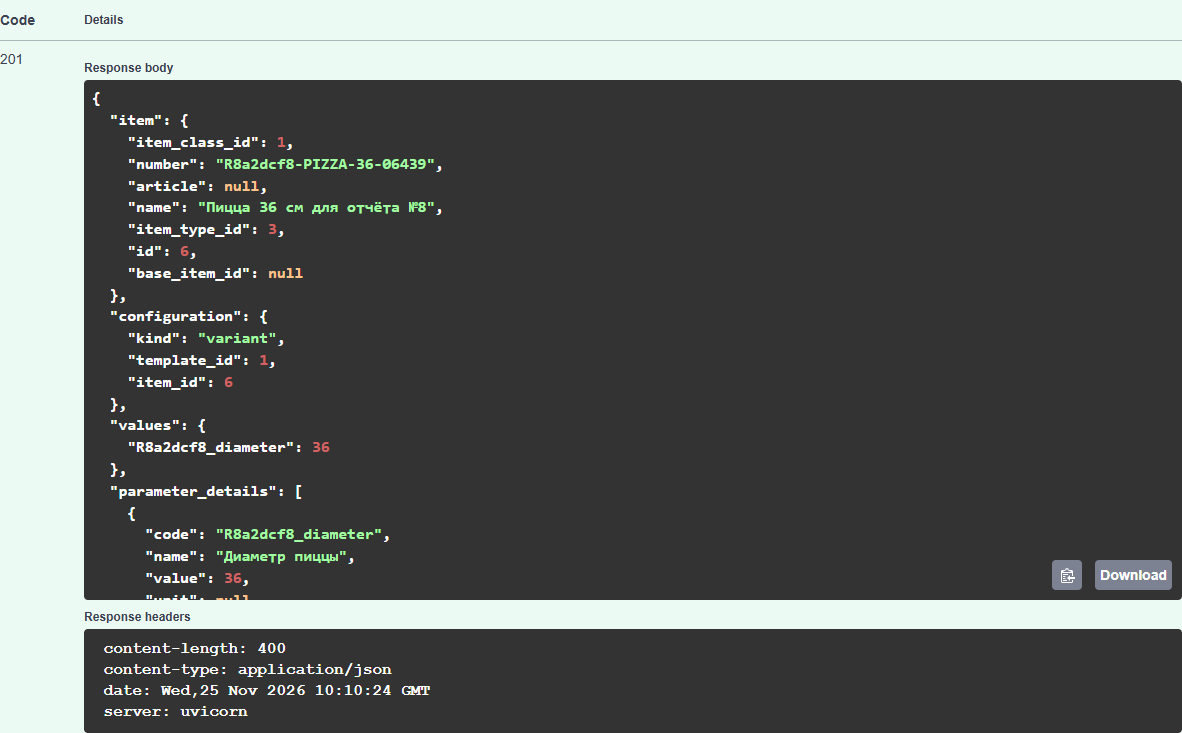 Code Details
201
Response body
{
"item": {
"item_class_id": 1,
"number": "R8a2dcf8-PIZZA-36-06439",
"article": null,
"name": "Пицца 36 см для отчёта №8",
"item_type_id": 3,
"id": 6,
"base_item_id": null
},
"configuration": {
"kind": "variant",
"template_id": 1,
"item_id": 6
},
"values": {
"R8a2dcf8_diameter": 36
},
"parameter_details": [
{
"code": "R8a2dcf8_diameter",
"name": "Диаметр пиццы",
"value": 36,
"unit": null
Download
Response headers
content-length: 400
content-type: application/json
date: Wed,25 Nov 2026 10:10:24 GMT
server: uvicorn